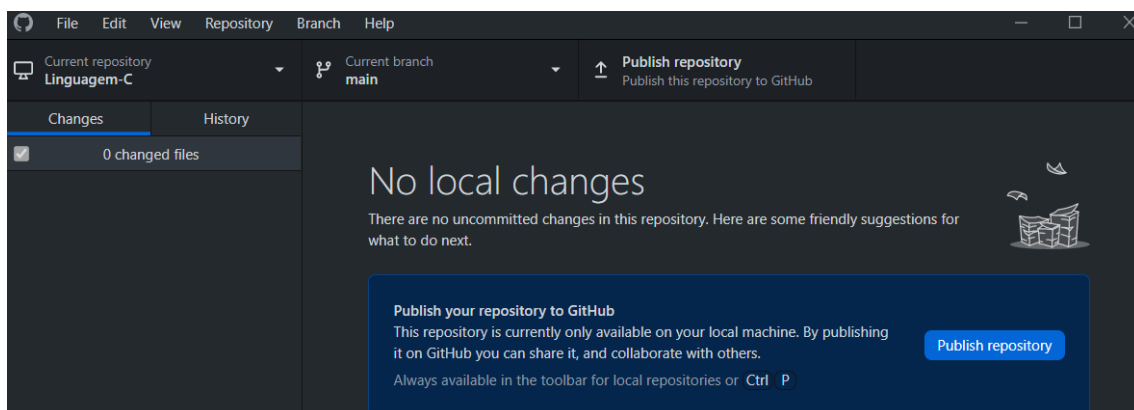 File Edit View Repository Branch Help
Current repository
Linguagem-C
Current branch
main
Publish repository
Publish this repository to GitHub
Changes History
0 changed files
No local changes
There are no uncommitted changes in this repository. Here are some friendly suggestions for
what to do next.
Publish your repository to GitHub
This repository is currently only available on your local machine. By publishing
it on GitHub you can share it, and collaborate with others.
Always available in the toolbar for local repositories or Ctrl P
Publish repository